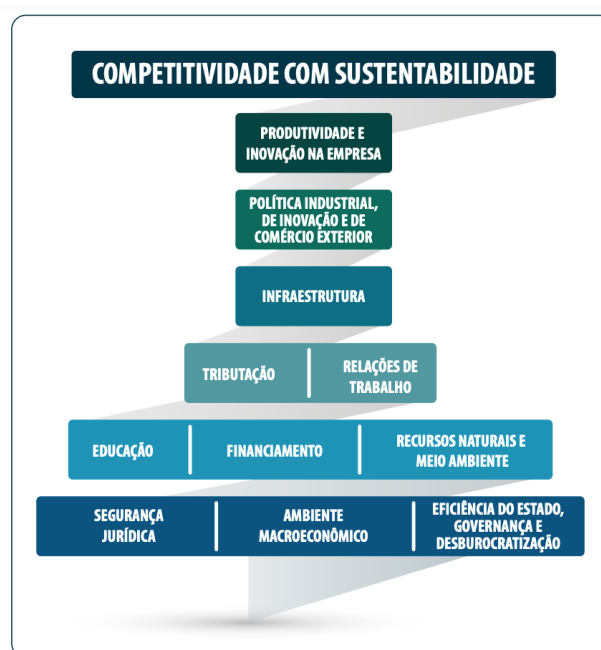 COMPETITIVIDADE COM SUSTENTABILIDADE
PRODUTIVIDADE E
INOVAÇÃO NA EMPRESA
POLÍTICA INDUSTRIAL,
DE INOVAÇÃO E DE
COMÉRCIO EXTERIOR
INFRAESTRUTURA
TRIBUTAÇÃO
RELAÇÕES DE
TRABALHO
EDUCAÇÃO
FINANCIAMENTO
RECURSOS NATURAIS E
MEIO AMBIENTE
SEGURANÇA
JURÍDICA
AMBIENTE
MACROECONÔMICO
EFICIÊNCIA DO ESTADO,
GOVERNANÇA E
DESBUROCRATIZAÇÃO